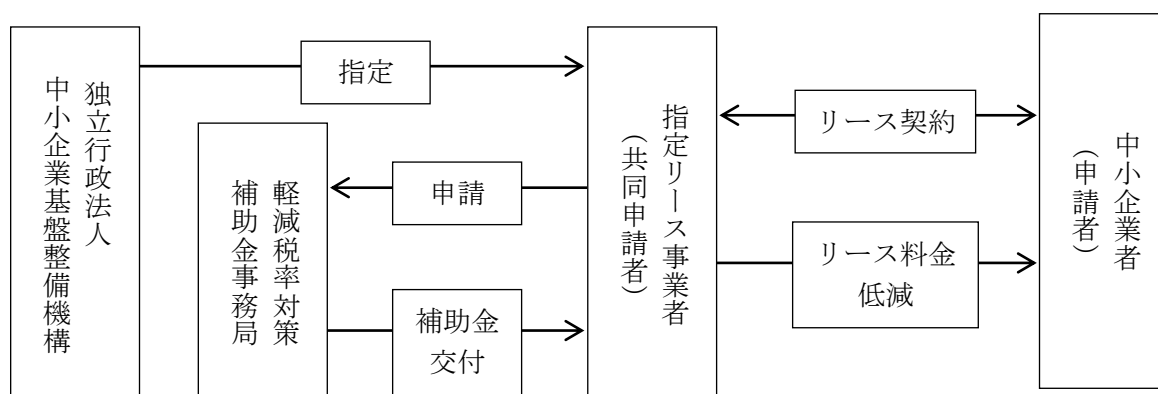 独立行政法人
中小企業基盤整備機構
指定
軽減税率対策
補助金事務局
申請
補助金
交付
指定リース事業者
（共同申請者）
リース契約
リース料金
低減
中小企業者
（申請者）